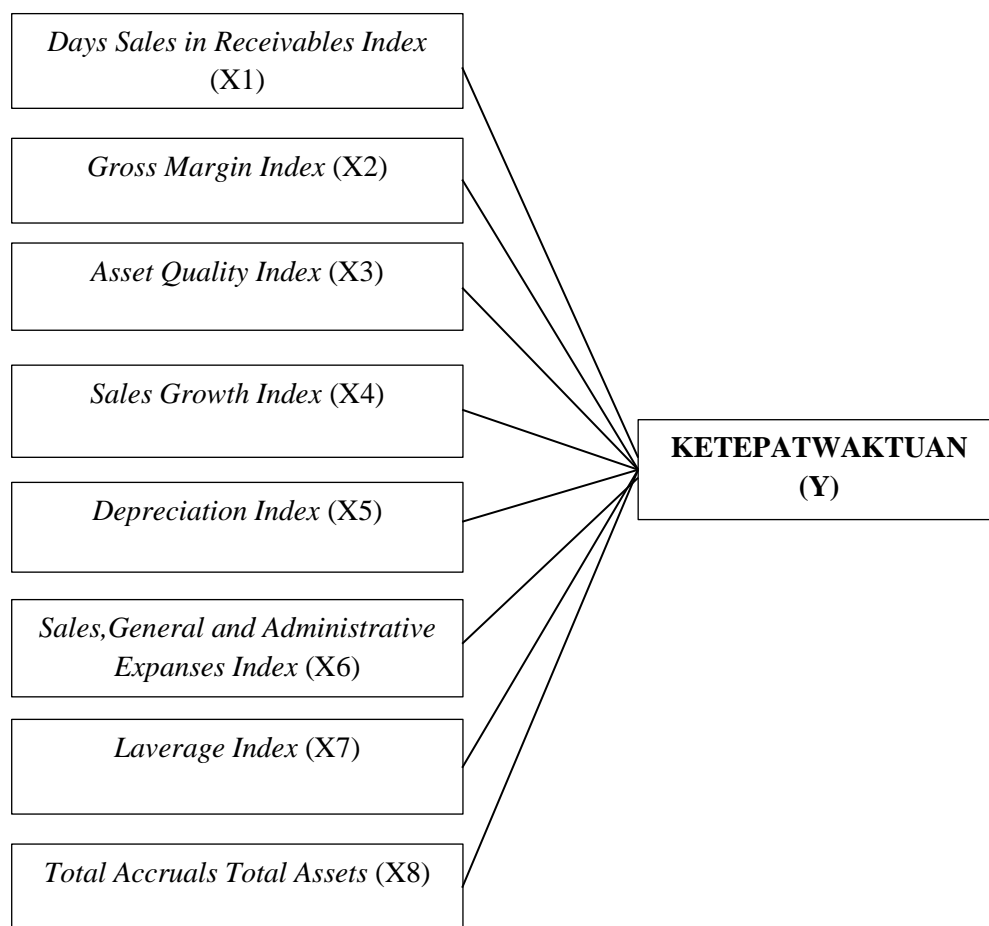 Days Sales in Receivables Index
(X1)
Gross Margin Index (X2)
Asset Quality Index (X3)
Sales Growth Index (X4)
Depreciation Index (X5)
Sales,General and Administrative
Expanses Index (X6)
Laverage Index (X7)
Total Accruals Total Assets (X8)
KETEPATWAKTUAN
(Y)